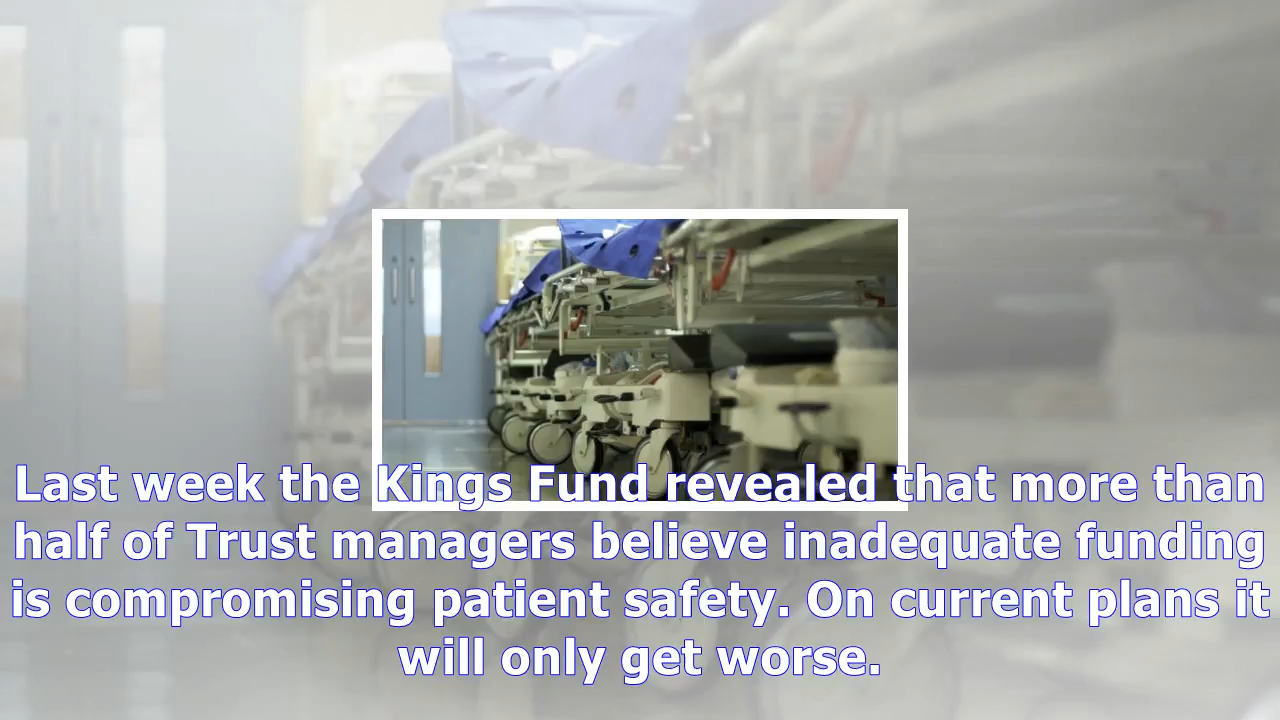 Last week the Kings Fund revealed that more than
half of Trust managers believe inadequate funding
is compromising patient safety. On current plans it
will only get worse.